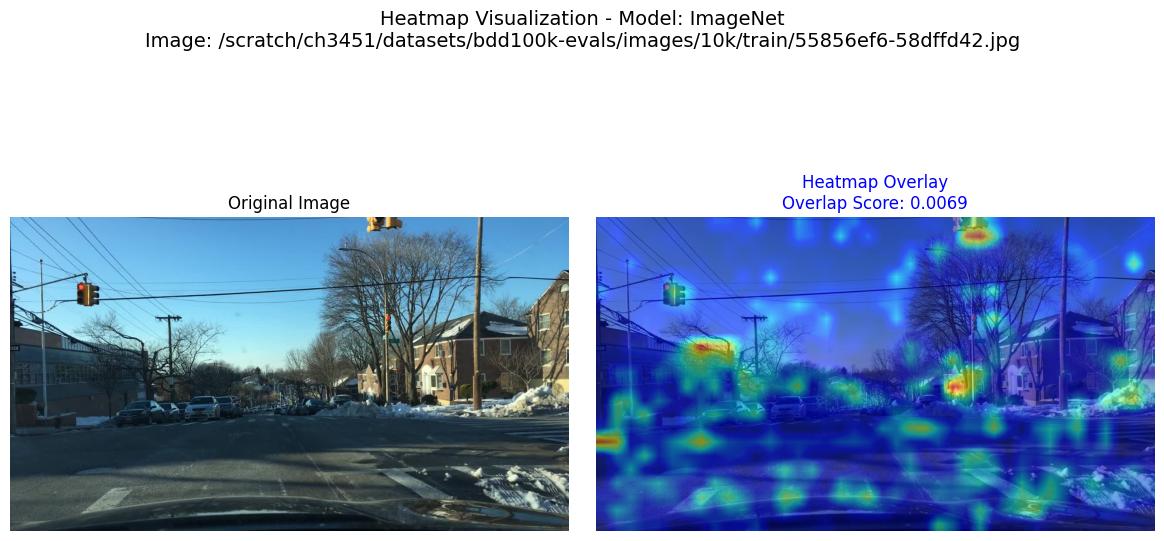 Heatmap Visualization - Model: ImageNet
Image: /scratch/ch3451/datasets/bdd100k-evals/images/10k/train/55856ef6-58dffd42.jpg
Original Image
Heatmap Overlay
Overlap Score: 0.0069